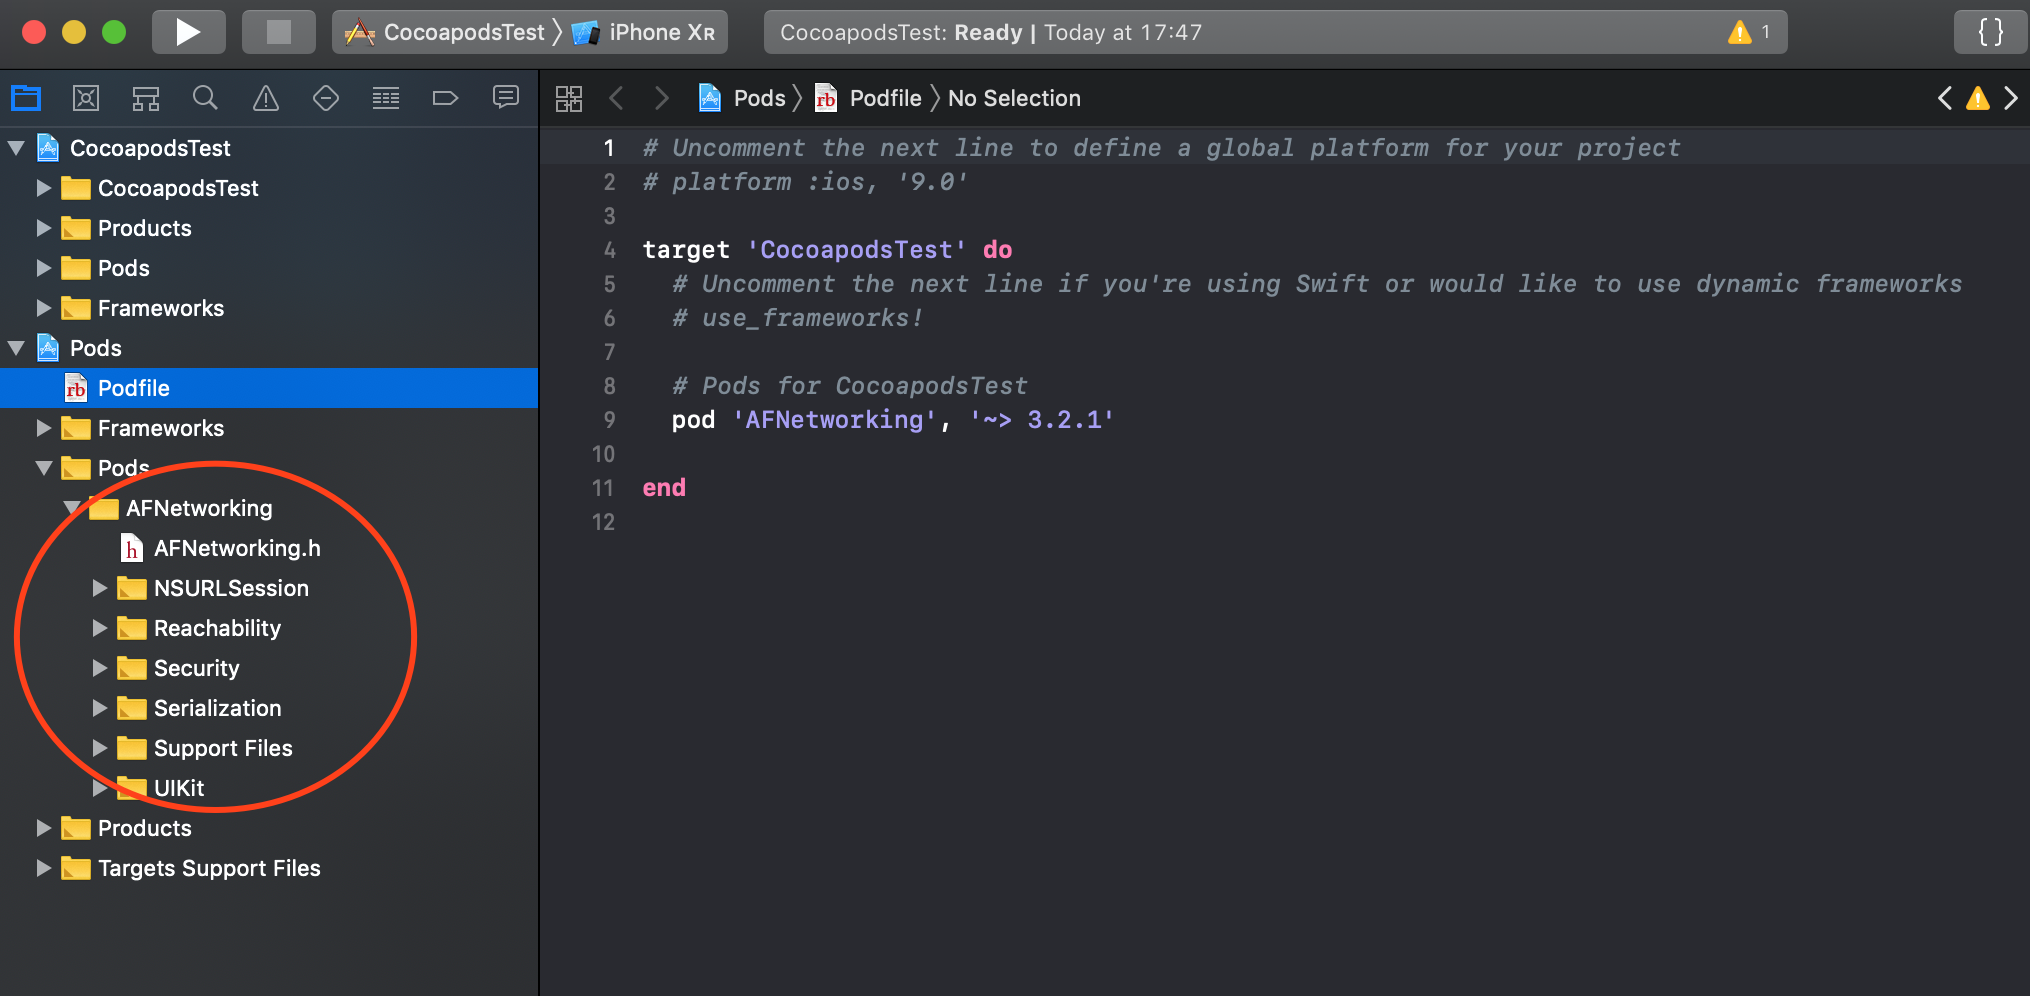 CocoapodsTest iPhone XR
CocoapodsTest: Ready | Today at 17:47
1
{ }
Pods Podfile No Selection
CocoapodsTest
CocoapodsTest
Products
Pods
Frameworks
Pods
rb Podfile
Frameworks
Pods
AFNetworking
h AFNetworking.h
NSURLSession
Reachability
Security
Serialization
Support Files
UIKit
Products
Targets Support Files
1 # Uncomment the next line to define a global platform for your project
2 # platform :ios, '9.0'
3
4 target 'CocoapodsTest' do
5 # Uncomment the next line if you're using Swift or would like to use dynamic frameworks
6 # use_frameworks!
7
8 # Pods for CocoapodsTest
9 pod 'AFNetworking', '~> 3.2.1'
10
11 end
12